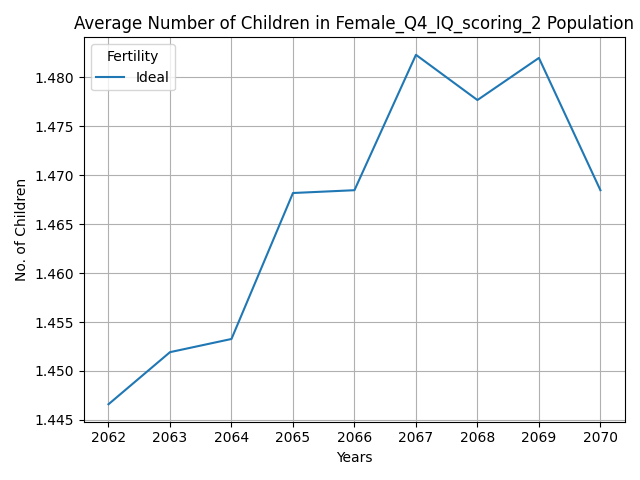 Average Number of Children in Female_Q4_IQ_scoring_2 Population
Fertility
Ideal
No. of Children
1.480
1.475
1.470
1.465
1.460
1.455
1.450
1.445
2062 2063 2064 2065 2066 2067 2068 2069 2070
Years